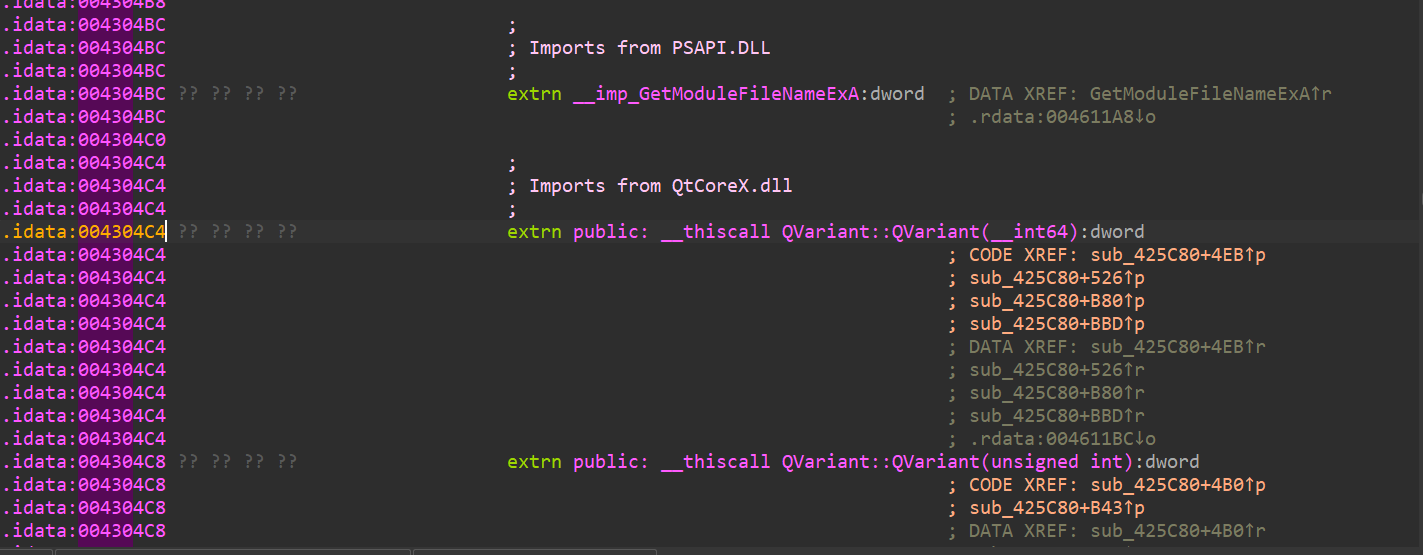 .idata:004304B8
.idata:004304BC ;
.idata:004304BC ; Imports from PSAPI.DLL
.idata:004304BC ;
.idata:004304BC ?? ?? ?? ?? extrn __imp_GetModuleFileNameExA:dword ; DATA XREF: GetModuleFileNameExA↑r
.idata:004304BC ; .rdata:004611A8↓o
.idata:004304C0
.idata:004304C4 ;
.idata:004304C4 ; Imports from QtCoreX.dll
.idata:004304C4 ;
.idata:004304C4 ?? ?? ?? ?? extrn public: __thiscall QVariant::QVariant(__int64):dword
.idata:004304C4 ; CODE XREF: sub_425C80+4EB↑p
.idata:004304C4 ; sub_425C80+526↑p
.idata:004304C4 ; sub_425C80+B80↑p
.idata:004304C4 ; sub_425C80+BBD↑p
.idata:004304C4 ; DATA XREF: sub_425C80+4EB↑r
.idata:004304C4 ; sub_425C80+526↑r
.idata:004304C4 ; sub_425C80+B80↑r
.idata:004304C4 ; sub_425C80+BBD↑r
.idata:004304C4 ; .rdata:004611BC↓o
.idata:004304C8 ?? ?? ?? ?? extrn public: __thiscall QVariant::QVariant(unsigned int):dword
.idata:004304C8 ; CODE XREF: sub_425C80+4B0↑p
.idata:004304C8 ; sub_425C80+B43↑p
.idata:004304C8 ; DATA XREF: sub_425C80+4B0↑r